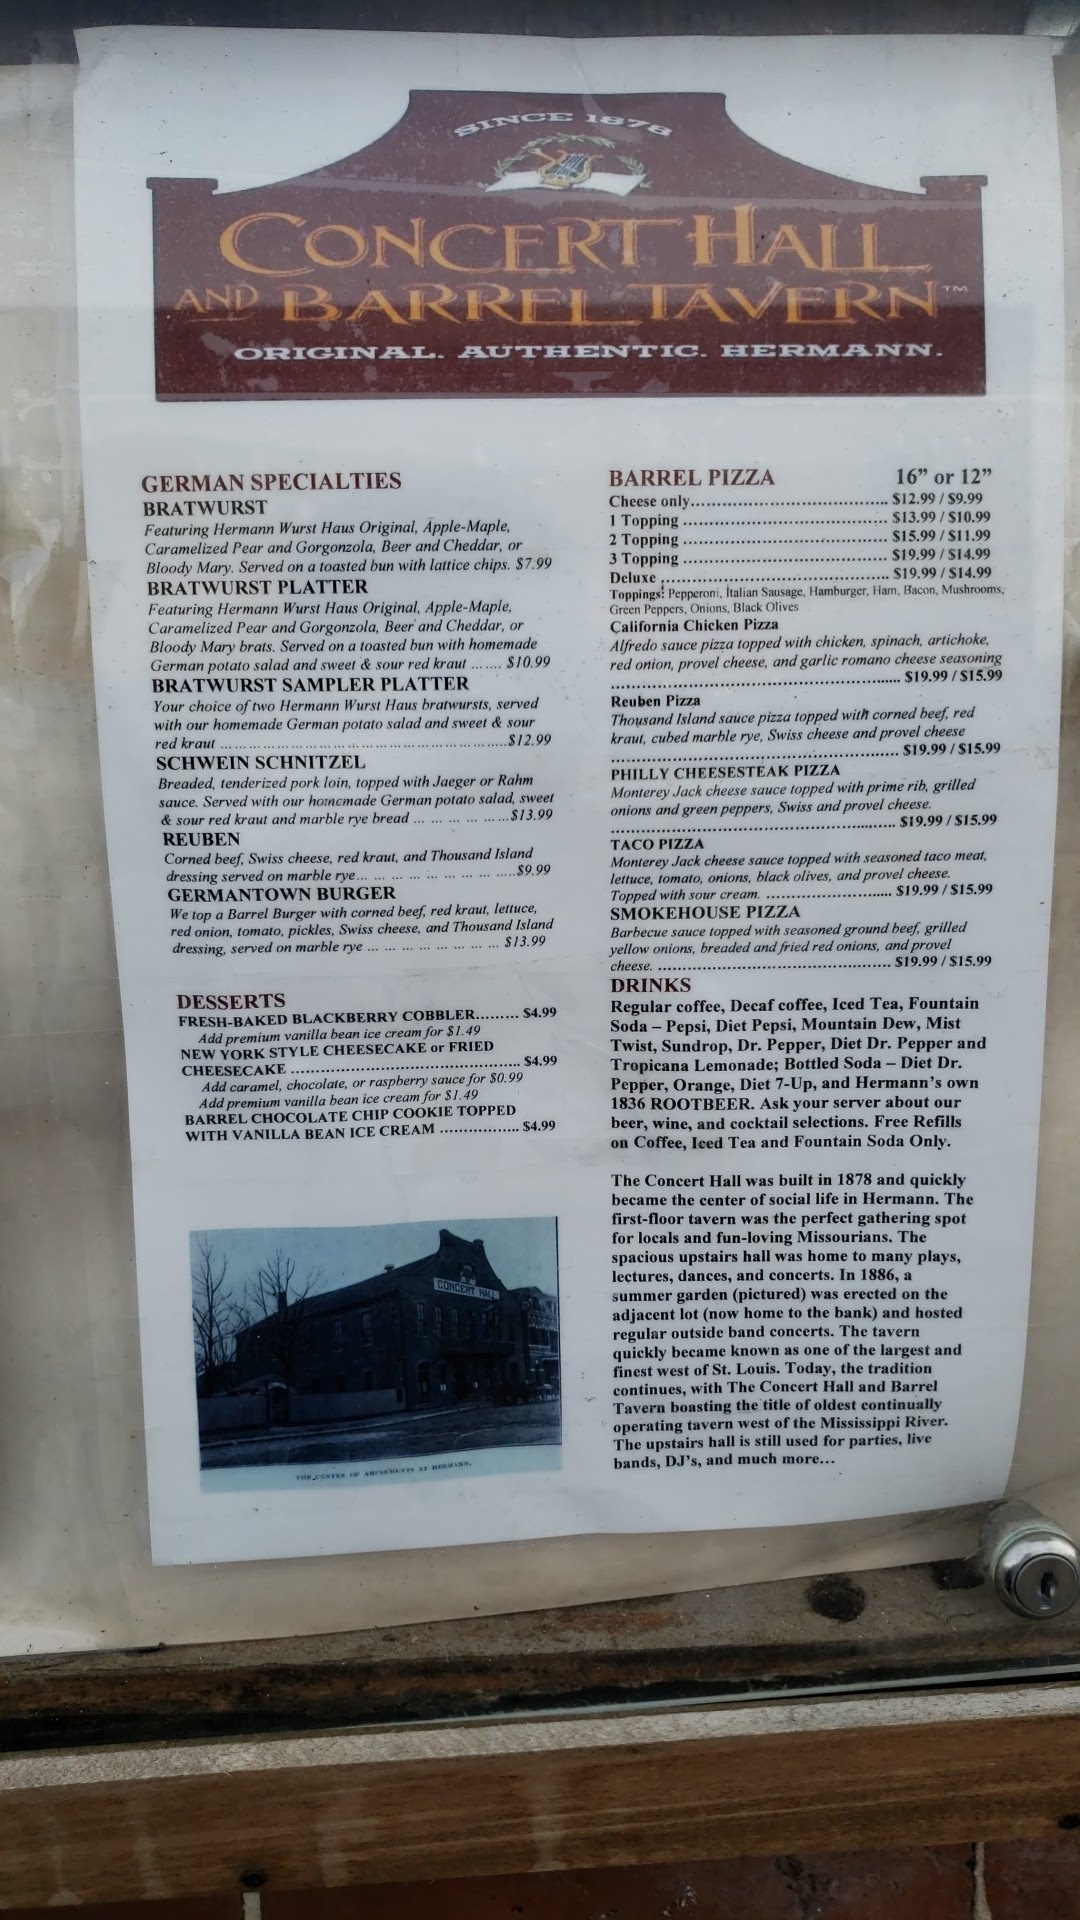 SINCE 1878
CONCERT HALL
AND BARREL TAVERN™
ORIGINAL. AUTHENTIC. HERMANN.
GERMAN SPECIALTIES
BRATWURST
Featuring Hermann Wurst Haus Original, Apple-Maple,
Caramelized Pear and Gorgonzola, Beer and Cheddar, or
Bloody Mary. Served on a toasted bun with lattice chips. $7.99
BRATWURST PLATTER
Featuring Hermann Wurst Haus Original, Apple-Maple,
Caramelized Pear and Gorgonzola, Beer and Cheddar, or
Bloody Mary brats. Served on a toasted bun with homemade
German potato salad and sweet & sour red kraut ....... $10.99
BRATWURST SAMPLER PLATTER
Your choice of two Hermann Wurst Haus bratwursts, served
with our homemade German potato salad and sweet & sour
red kraut ................................................................$12.99
SCHWEIN SCHNITZEL
Breaded, tenderized pork loin, topped with Jaeger or Rahm
sauce. Served with our homemade German potato salad, sweet
& sour red kraut and marble rye bread ... ... ... ... ... ...$13.99
REUBEN
Corned beef, Swiss cheese, red kraut, and Thousand Island
dressing served on marble rye... ... ... ... ... ... ... ... ...$9.99
GERMANTOWN BURGER
We top a Barrel Burger with corned beef, red kraut, lettuce,
red onion, tomato, pickles, Swiss cheese, and Thousand Island
dressing, served on marble rye ... ... ... ... ... ... ... ... $13.99
DESSERTS
FRESH-BAKED BLACKBERRY COBBLER......... $4.99
Add premium vanilla bean ice cream for $1.49
NEW YORK STYLE CHEESECAKE or FRIED
CHEESECAKE ................................................ $4.99
Add caramel, chocolate, or raspberry sauce for $0.99
Add premium vanilla bean ice cream for $1.49
BARREL CHOCOLATE CHIP COOKIE TOPPED
WITH VANILLA BEAN ICE CREAM ................. $4.99
CONCERT HALL
THE CENTER OF AMUSEMENTS AT HERMANN.
BARREL PIZZA 16” or 12”
Cheese only.......................................... $12.99 / $9.99
1 Topping ........................................... $13.99 / $10.99
2 Topping ........................................... $15.99 / $11.99
3 Topping ........................................... $19.99 / $14.99
Deluxe ............................................... $19.99 / $14.99
Toppings: Pepperoni, Italian Sausage, Hamburger, Ham, Bacon, Mushrooms,
Green Peppers, Onions, Black Olives
California Chicken Pizza
Alfredo sauce pizza topped with chicken, spinach, artichoke,
red onion, provel cheese, and garlic romano cheese seasoning
............................................................ $19.99 / $15.99
Reuben Pizza
Thousand Island sauce pizza topped with corned beef, red
kraut, cubed marble rye, Swiss cheese and provel cheese
............................................................ $19.99 / $15.99
PHILLY CHEESESTEAK PIZZA
Monterey Jack cheese sauce topped with prime rib, grilled
onions and green peppers, Swiss and provel cheese.
............................................................ $19.99 / $15.99
TACO PIZZA
Monterey Jack cheese sauce topped with seasoned taco meat,
lettuce, tomato, onions, black olives, and provel cheese.
Topped with sour cream. ........................... $19.99 / $15.99
SMOKEHOUSE PIZZA
Barbecue sauce topped with seasoned ground beef, grilled
yellow onions, breaded and fried red onions, and provel
cheese. ................................................. $19.99 / $15.99
DRINKS
Regular coffee, Decaf coffee, Iced Tea, Fountain
Soda – Pepsi, Diet Pepsi, Mountain Dew, Mist
Twist, Sundrop, Dr. Pepper, Diet Dr. Pepper and
Tropicana Lemonade; Bottled Soda – Diet Dr.
Pepper, Orange, Diet 7-Up, and Hermann's own
1836 ROOTBEER. Ask your server about our
beer, wine, and cocktail selections. Free Refills
on Coffee, Iced Tea and Fountain Soda Only.
The Concert Hall was built in 1878 and quickly
became the center of social life in Hermann. The
first-floor tavern was the perfect gathering spot
for locals and fun-loving Missourians. The
spacious upstairs hall was home to many plays,
lectures, dances, and concerts. In 1886, a
summer garden (pictured) was erected on the
adjacent lot (now home to the bank) and hosted
regular outside band concerts. The tavern
quickly became known as one of the largest and
finest west of St. Louis. Today, the tradition
continues, with The Concert Hall and Barrel
Tavern boasting the title of oldest continually
operating tavern west of the Mississippi River.
The upstairs hall is still used for parties, live
bands, DJ's, and much more...